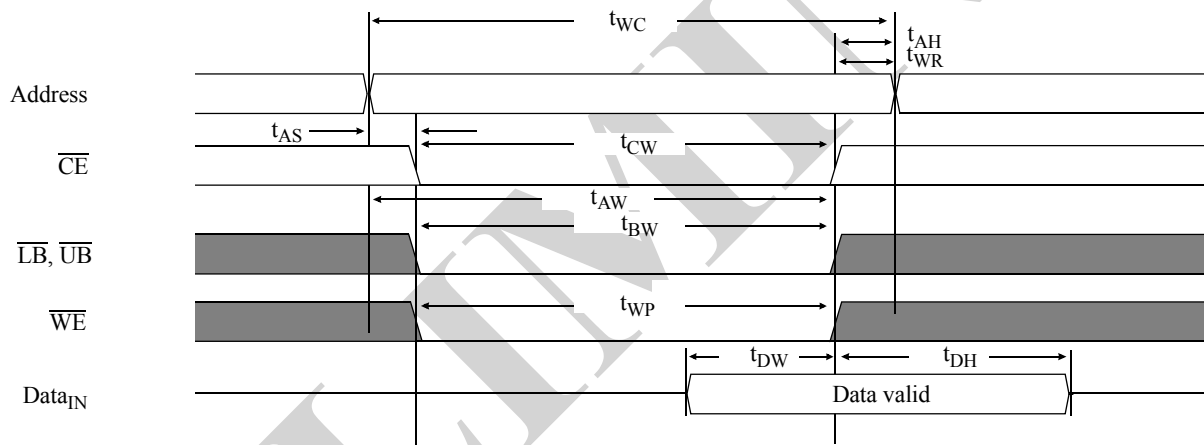 tWC
tAH
tWR
Address
tAS
CE
tCW
tAW
tBW
LB, UB
WE
tWP
tDW
tDH
DataIN
Data valid